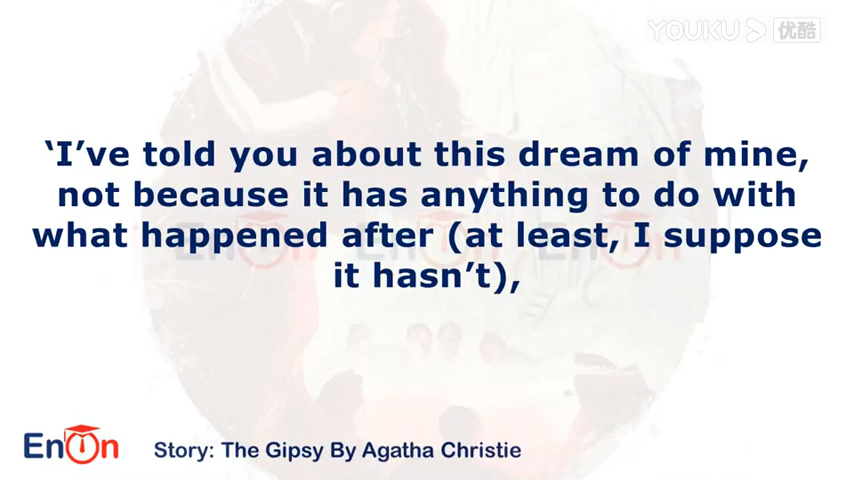 YOUKU 优酷
‘I’ve told you about this dream of mine,
not because it has anything to do with
what happened after (at least, I suppose
it hasn’t),
EnOn
Story: The Gipsy By Agatha Christie